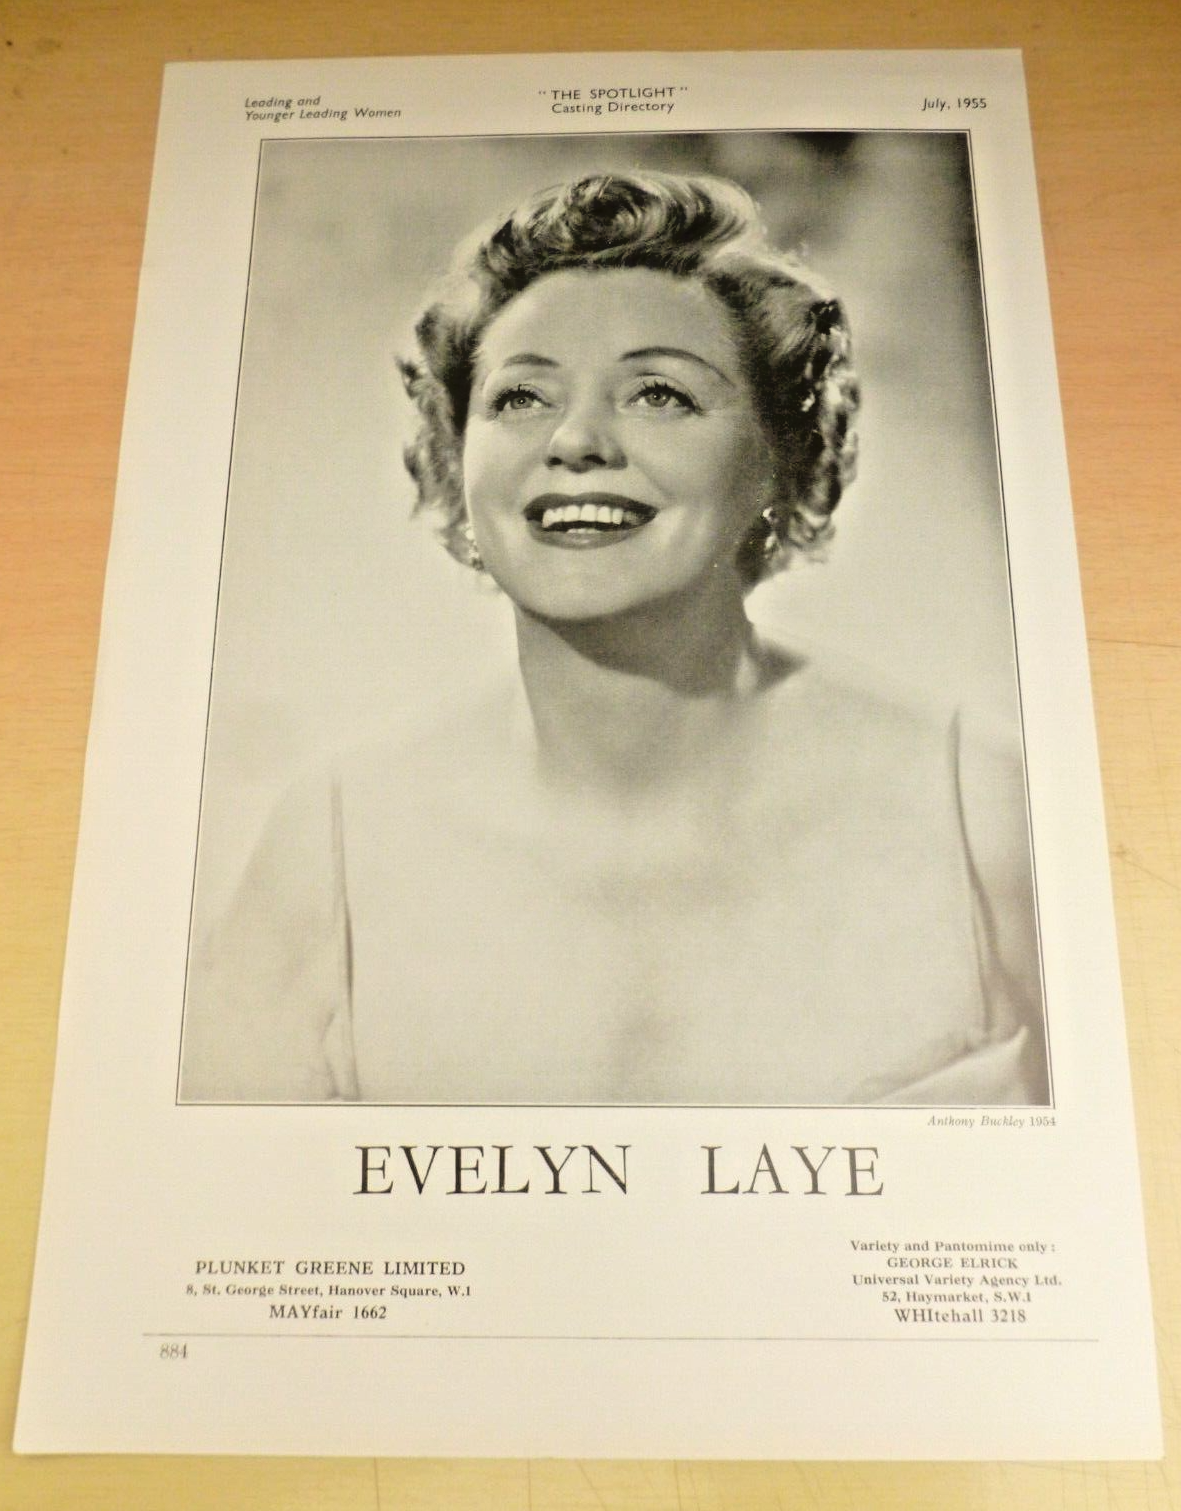 Leading and
Younger Leading Women
"THE SPOTLIGHT"
Casting Directory
July, 1955
Anthony Buckley 1954
EVELYN LAYE
PLUNKET GREENE LIMITED
8, St. George Street, Hanover Square, W.1
MAYfair 1662
Variety and Pantomime only :
GEORGE ELRICK
Universal Variety Agency Ltd.
52, Haymarket, S.W.1
WHItehall 3218
884